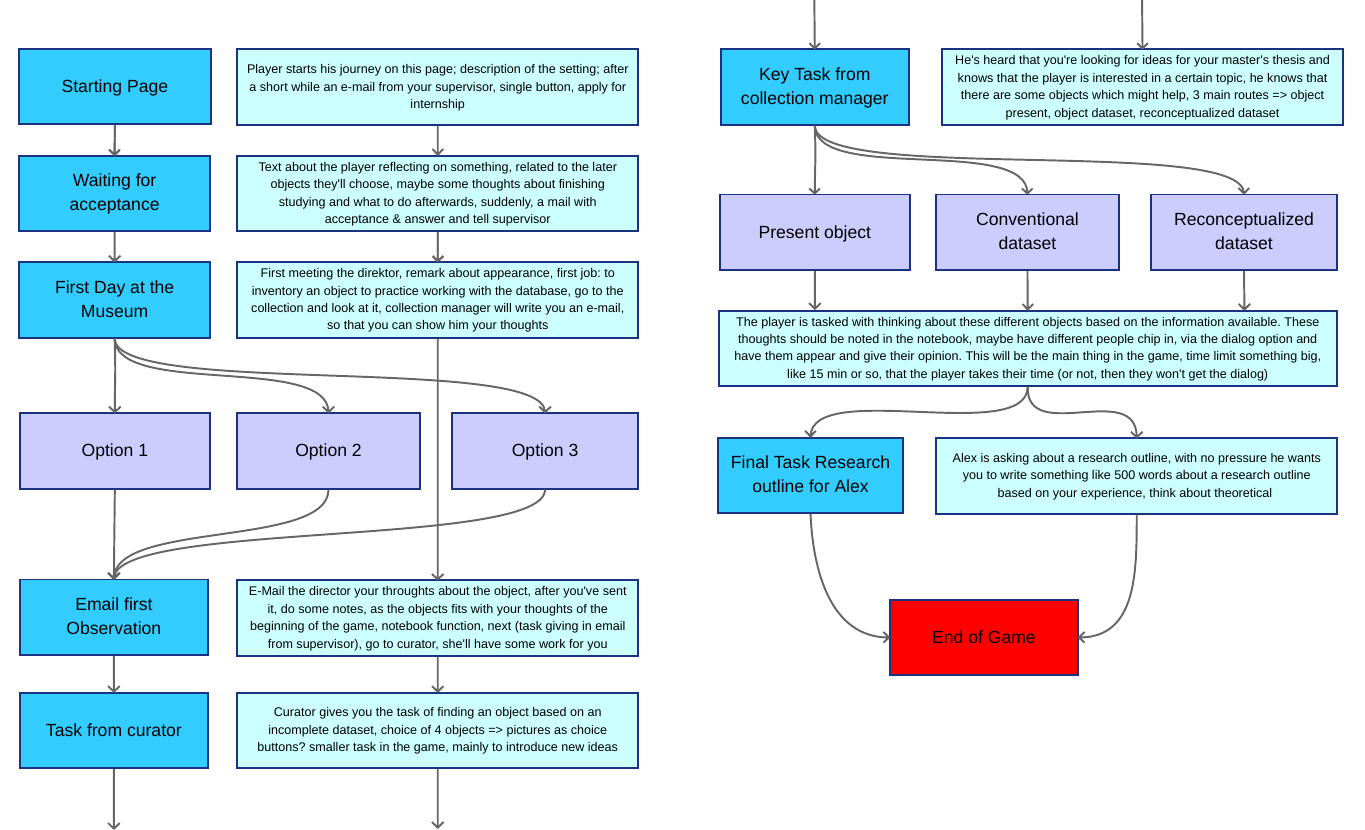 Starting Page
Player starts his journey on this page; description of the setting; after
a short while an e-mail from your supervisor, single button, apply for
internship
Waiting for
acceptance
Text about the player reflecting on something, related to the later
objects they'll choose, maybe some thoughts about finishing
studying and what to do afterwards, suddenly, a mail with
acceptance & answer and tell supervisor
First Day at the
Museum
First meeting the direktor, remark about appearance, first job: to
inventory an object to practice working with the database, go to the
collection and look at it, collection manager will write you an e-mail,
so that you can show him your thoughts
Option 1
Option 2
Option 3
Email first
Observation
E-Mail the director your throughts about the object, after you've sent
it, do some notes, as the objects fits with your thoughts of the
beginning of the game, notebook function, next (task giving in email
from supervisor), go to curator, she'll have some work for you
Task from curator
Curator gives you the task of finding an object based on an
incomplete dataset, choice of 4 objects => pictures as choice
buttons? smaller task in the game, mainly to introduce new ideas
Key Task from
collection manager
He's heard that you're looking for ideas for your master's thesis and
knows that the player is interested in a certain topic, he knows that
there are some objects which might help, 3 main routes => object
present, object dataset, reconceptualized dataset
Present object
Conventional
dataset
Reconceptualized
dataset
The player is tasked with thinking about these different objects based on the information available. These
thoughts should be noted in the notebook, maybe have different people chip in, via the dialog option and
have them appear and give their opinion. This will be the main thing in the game, time limit something big,
like 15 min or so, that the player takes their time (or not, then they won't get the dialog)
Final Task Research
outline for Alex
Alex is asking about a research outline, with no pressure he wants
you to write something like 500 words about a research outline
based on your experience, think about theoretical
End of Game